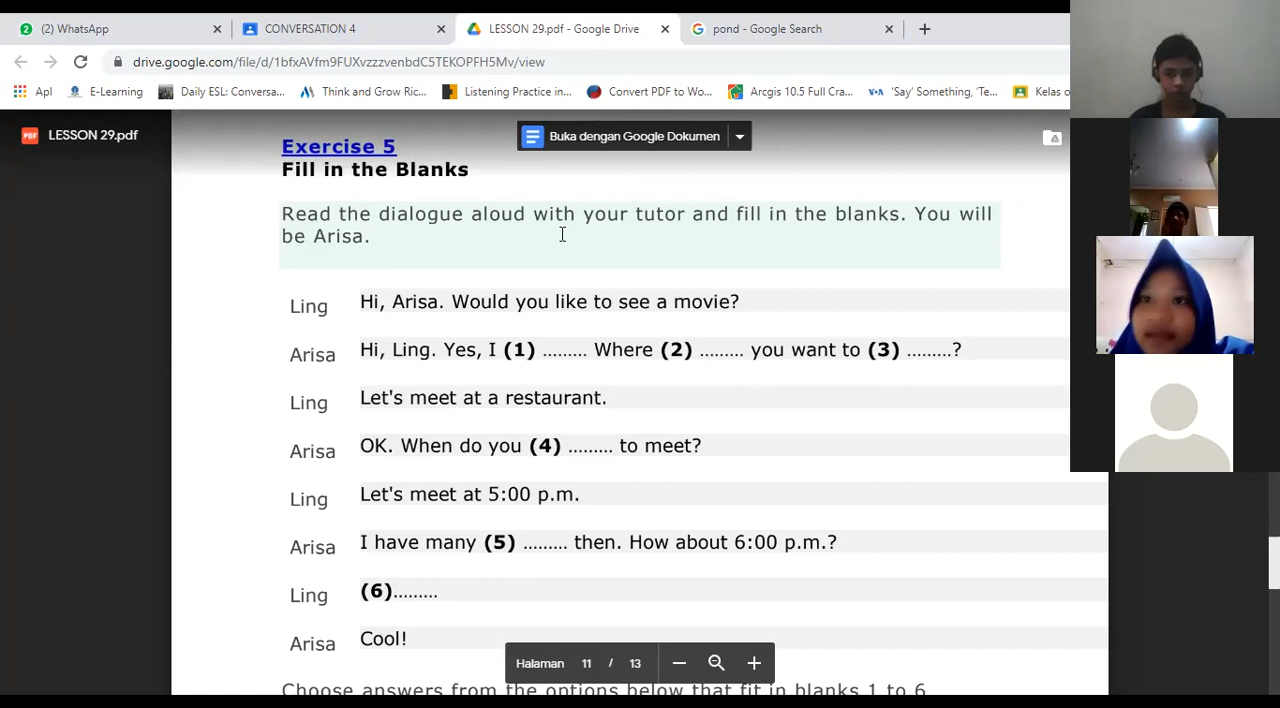 2 (2) WhatsApp
CONVERSATION 4
LESSON 29.pdf - Google Drive
pond - Google Search
drive.google.com/file/d/1bfxAVfm9FUXvzzzvenbdC5TEKOPFH5Mv/view
Apl
E-Learning
Daily ESL: Conversa...
Think and Grow Ric...
Listening Practice in...
Convert PDF to Wo...
Arcgis 10.5 Full Cra...
VOA 'Say' Something, 'Te...
Kelas o
PDF LESSON 29.pdf
Buka dengan Google Dokumen
Exercise 5
Fill in the Blanks
Read the dialogue aloud with your tutor and fill in the blanks. You will
be Arisa.
Ling Hi, Arisa. Would you like to see a movie?
Arisa Hi, Ling. Yes, I (1) ......... Where (2) ......... you want to (3) .........?
Ling Let's meet at a restaurant.
Arisa OK. When do you (4) ......... to meet?
Ling Let's meet at 5:00 p.m.
Arisa I have many (5) ......... then. How about 6:00 p.m.?
Ling (6).........
Arisa Cool!
Halaman 11 / 13
Choose answers from the options below that fit in blanks 1 to 6